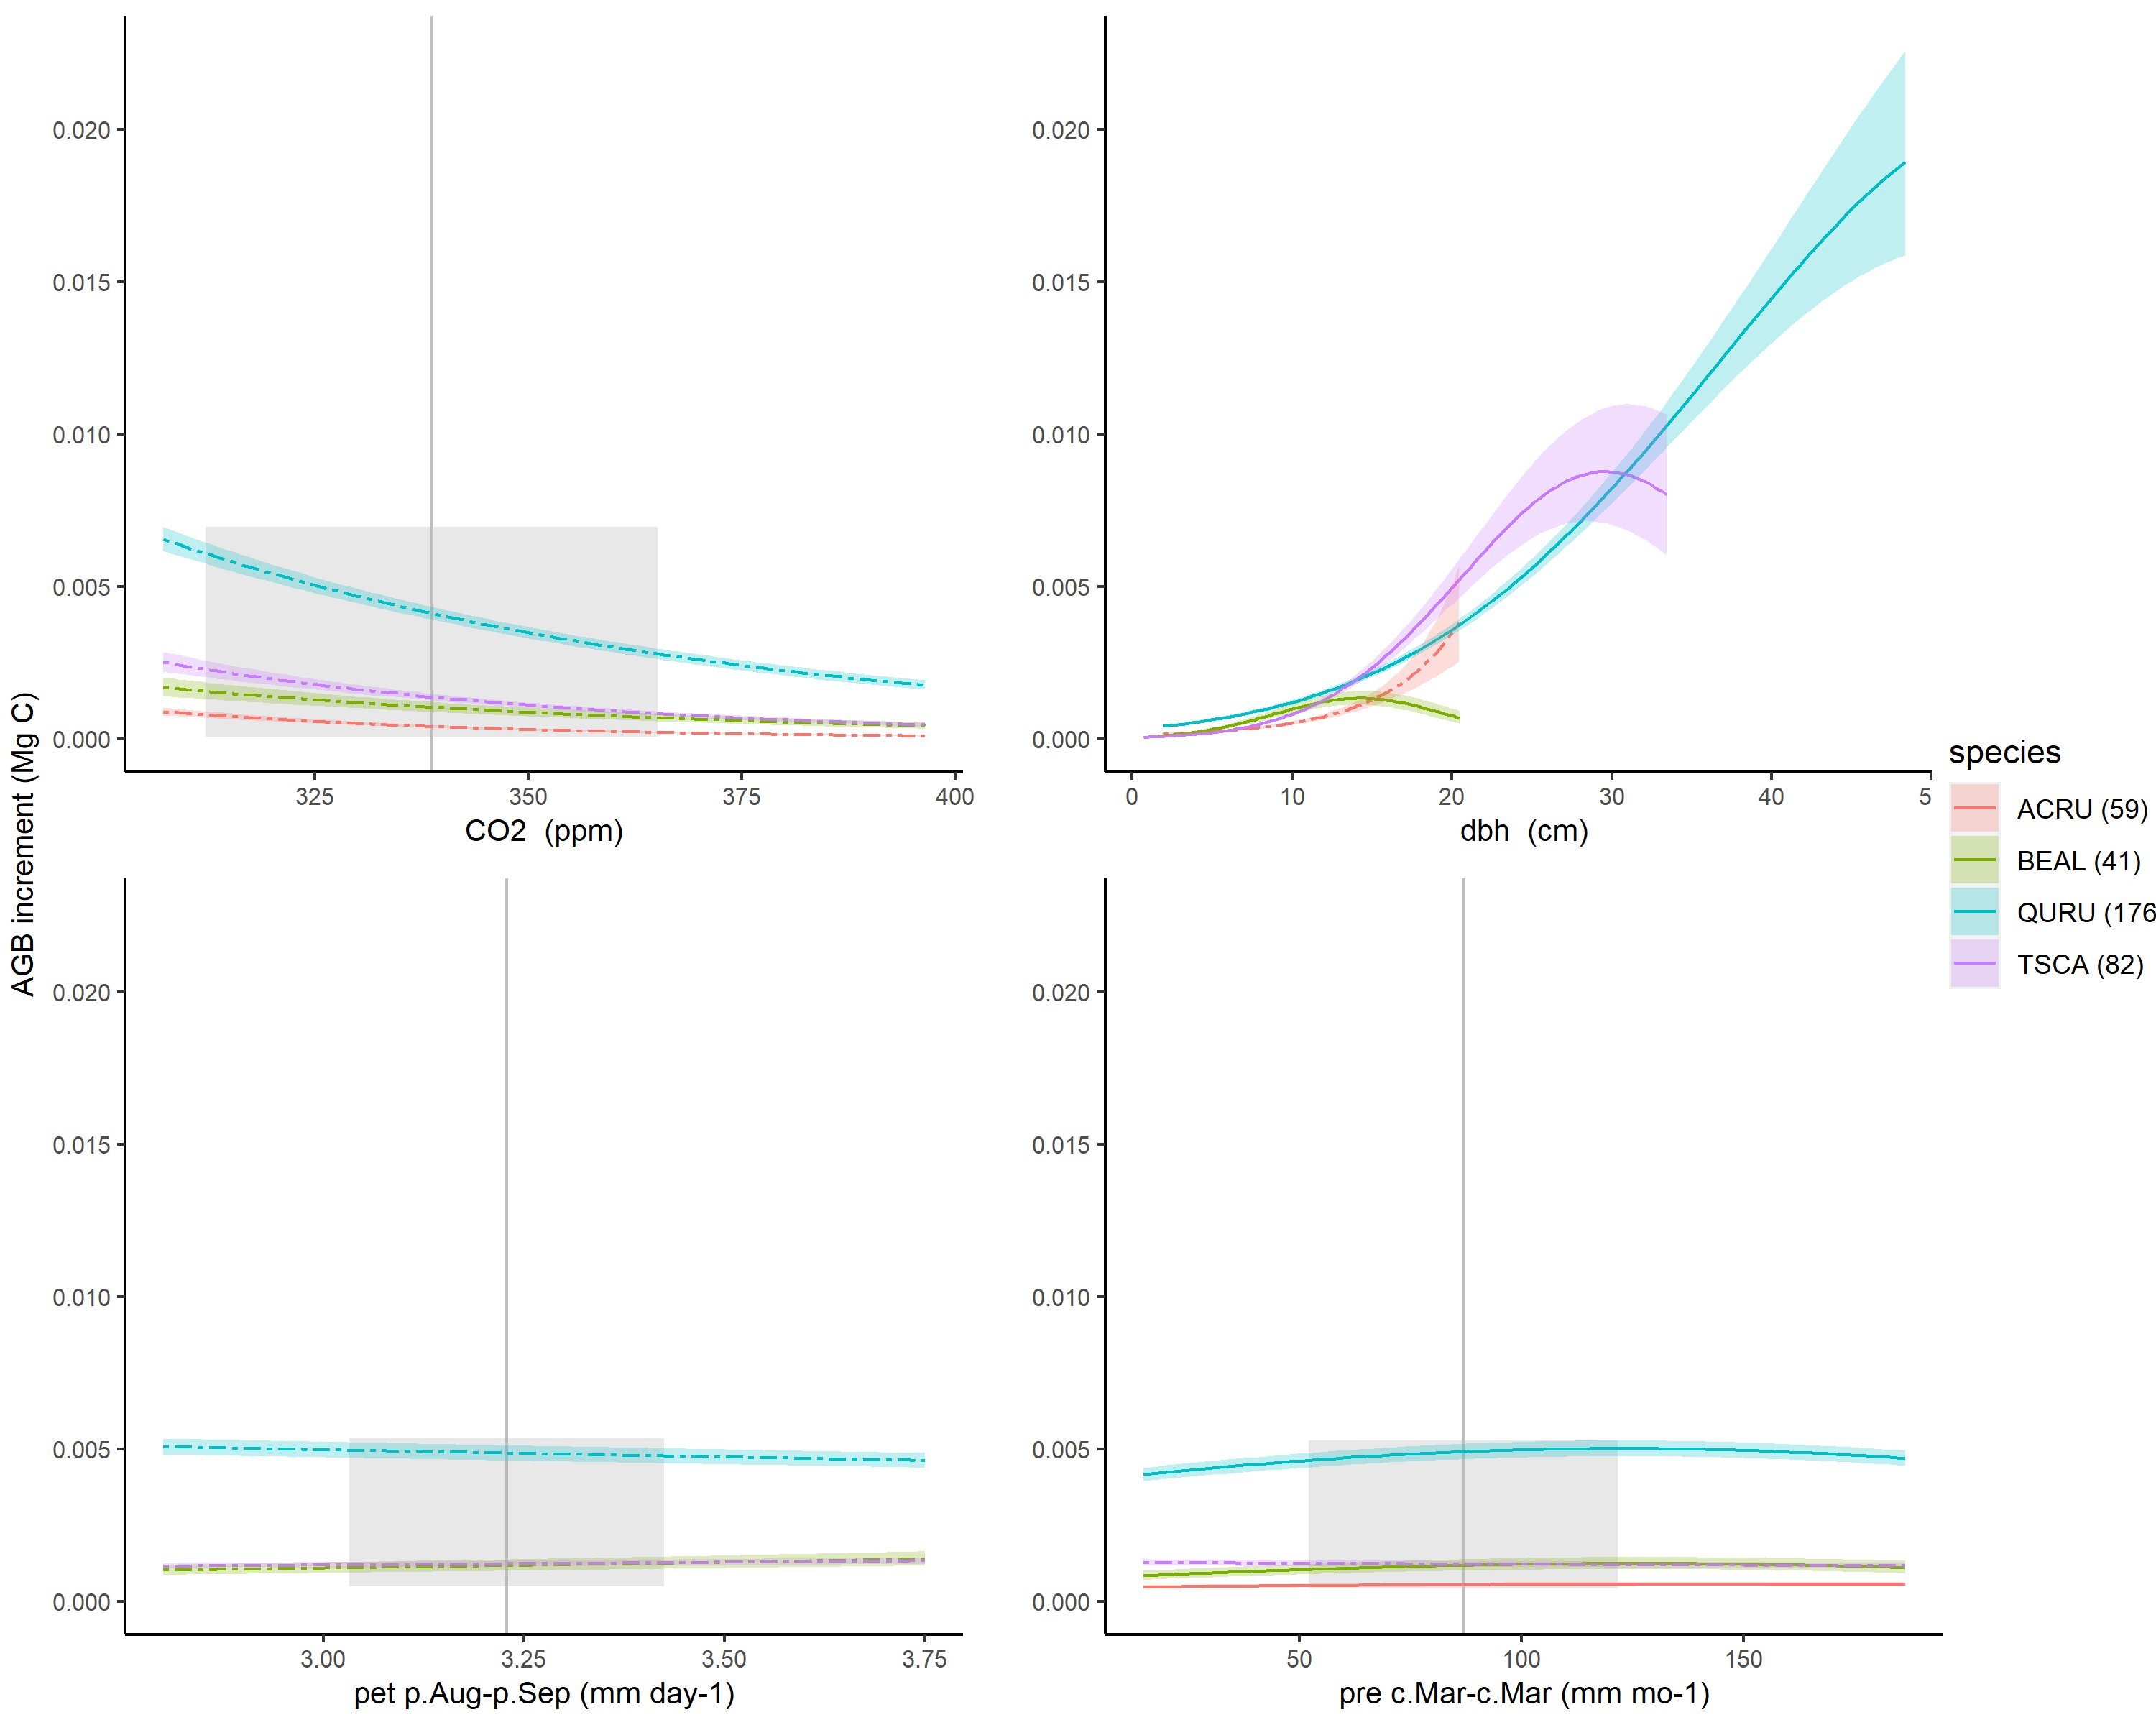 AGB increment (Mg C)
0.020
0.015
0.010
0.005
0.000
325 350 375 400
CO2 (ppm)
0.020
0.015
0.010
0.005
0.000
0 10 20 30 40 5
dbh (cm)
species
ACRU (59)
BEAL (41)
QURU (176
TSCA (82)
0.020
0.015
0.010
0.005
0.000
3.00 3.25 3.50 3.75
pet p.Aug-p.Sep (mm day-1)
0.020
0.015
0.010
0.005
0.000
50 100 150
pre c.Mar-c.Mar (mm mo-1)